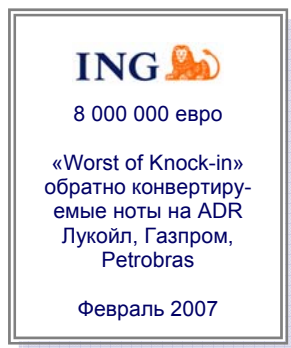 ING
8 000 000 евро
«Worst of Knock-in»
обратно конвертиру-
емые ноты на ADR
Лукойл, Газпром,
Petrobras
Февраль 2007